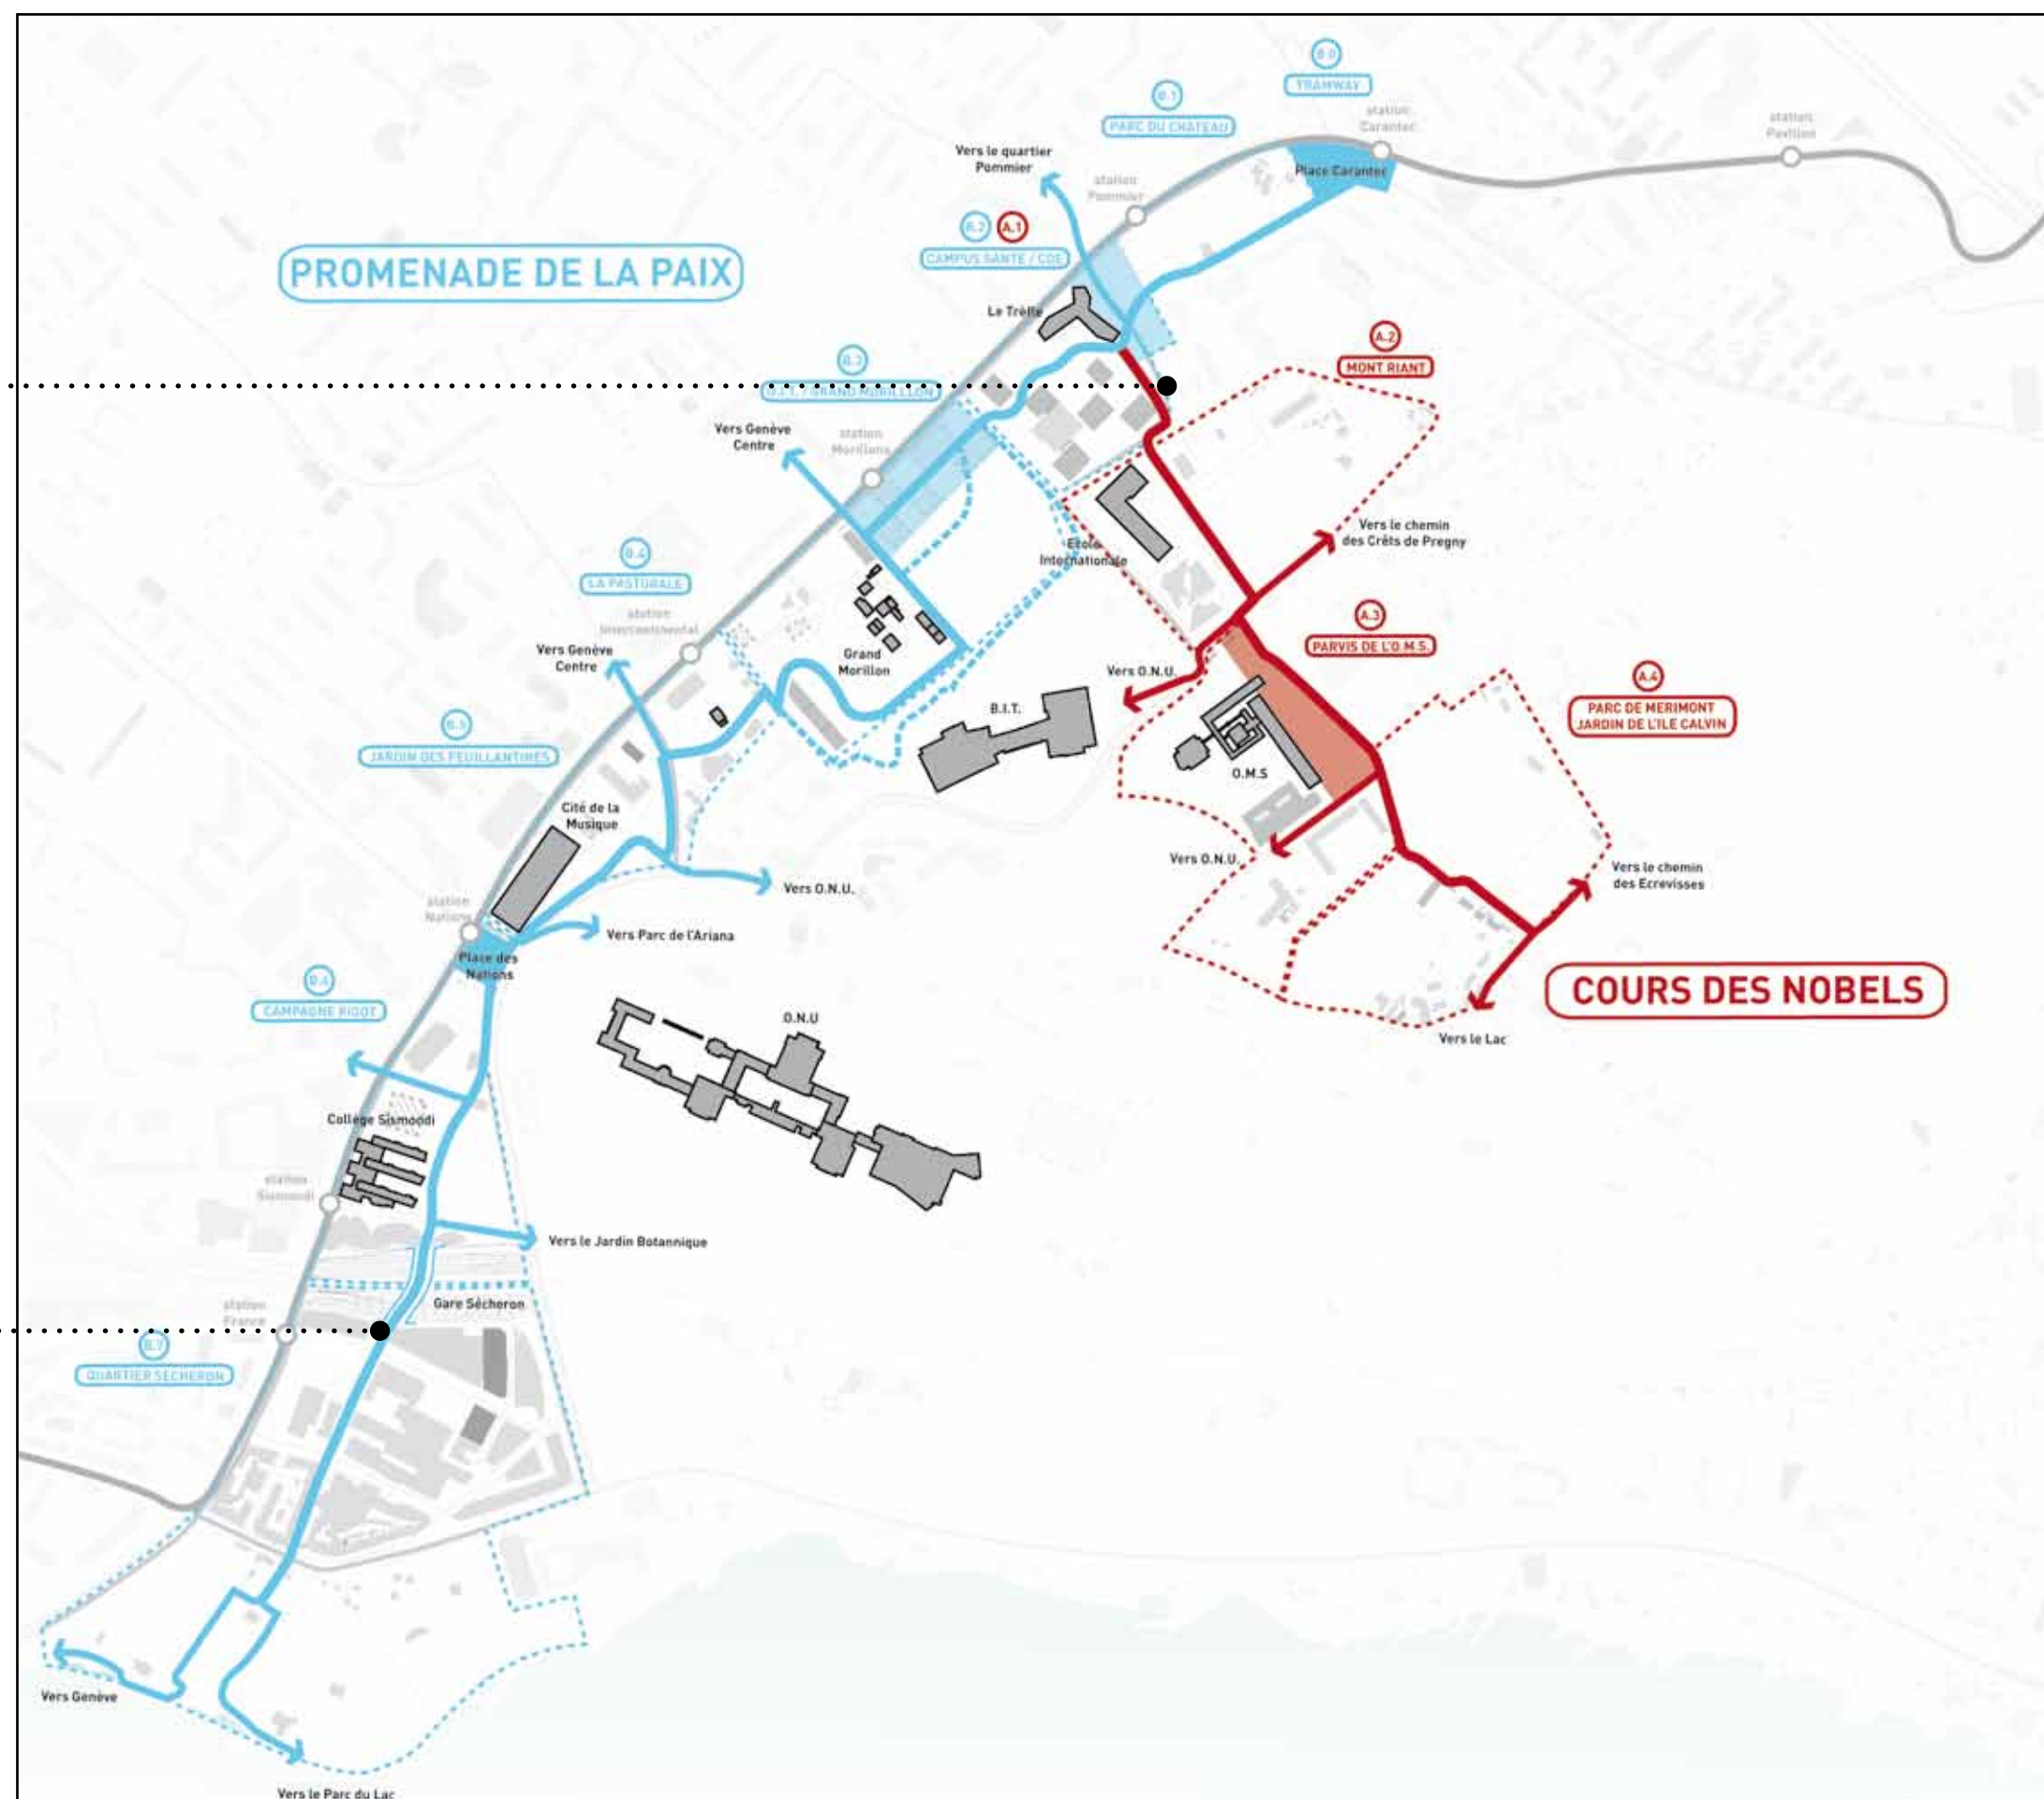 B.0
TRAMWAY
B.1
PARC DU CHATEAU
station
Caranter
station
Pavillon
Vers le quartier
Pommier
Place Caranter
station
Pommier
B.2
A.1
CAMPUS SANTÉ / CDE
PROMENADE DE LA PAIX
Le Trèfle
A.2
MONT RIANT
B.3
B.I.T. / GRAND MORILLON
Vers Genève
Centre
station
Morillons
Vers le chemin
des Crêts de Pregny
Ecole
Internationale
B.4
LA PASTORALE
station
Intercontinental
A.3
PARVIS DE L'O.M.S.
Vers Genève
Centre
Grand
Morillon
Vers O.N.U.
A.4
PARC DE MERIMONT
JARDIN DE L'ILE CALVIN
B.I.T.
B.5
JARDIN DES FEUILLANTINES
O.M.S
Cité de la
Musique
Vers O.N.U.
Vers le chemin
des Ecrevisses
Vers O.N.U.
station
Nations
Vers Parc de l'Ariana
Place des
Nations
B.6
CAMPAGNE RIGOT
COURS DES NOBELS
O.N.U
Vers le Lac
Collège Sismondi
station
Sismondi
Vers le Jardin Botannique
Gare Sécheron
station
France
B.7
QUARTIER SECHERON
Vers Genève
Vers le Parc du Lac